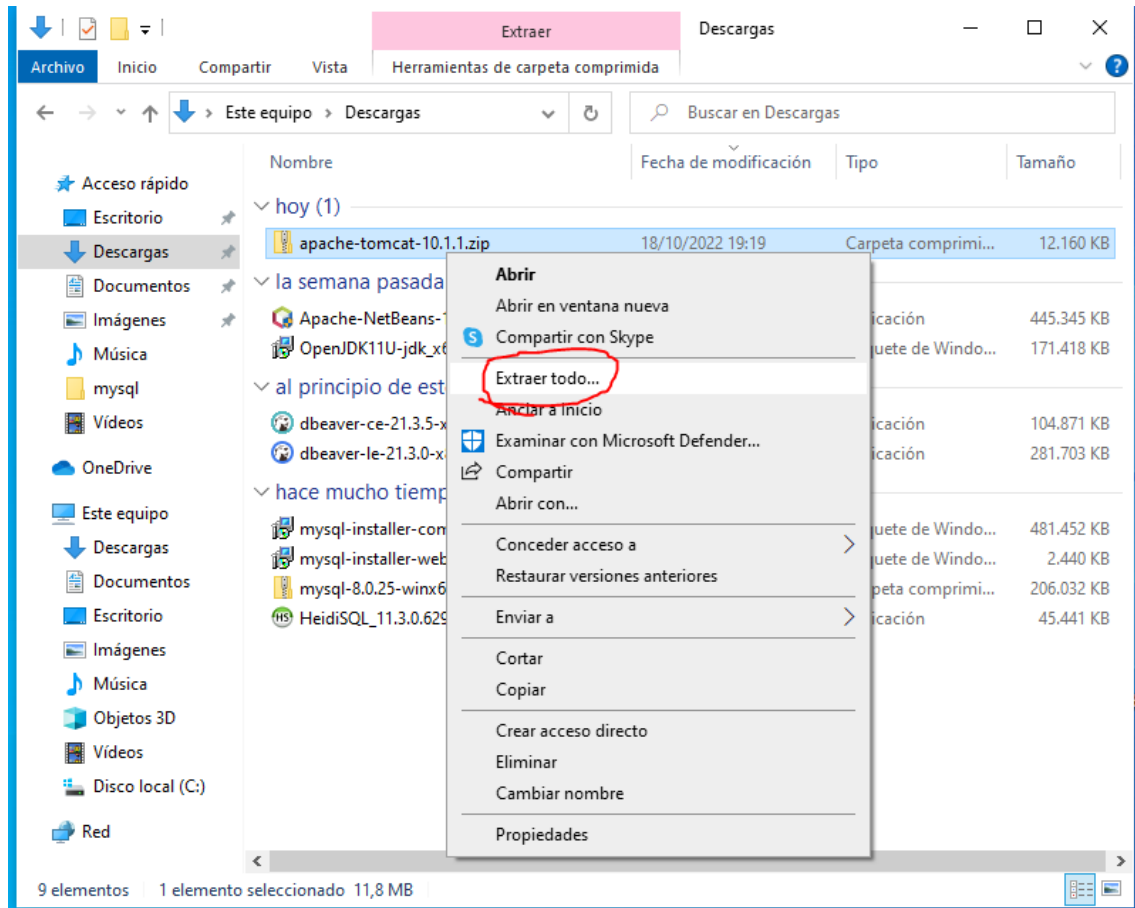 Extraer
Descargas
Archivo Inicio Compartir Vista Herramientas de carpeta comprimida
Este equipo › Descargas
Buscar en Descargas
Nombre Fecha de modificación Tipo Tamaño
Acceso rápido
Escritorio
Descargas
Documentos
Imágenes
Música
mysql
Vídeos
OneDrive
Este equipo
Descargas
Documentos
Escritorio
Imágenes
Música
Objetos 3D
Vídeos
Disco local (C:)
Red
hoy (1)
apache-tomcat-10.1.1.zip 18/10/2022 19:19 Carpeta comprimi... 12.160 KB
la semana pasada
Apache-NetBeans- icación 445.345 KB
OpenJDK11U-jdk_x6 quete de Windo... 171.418 KB
al principio de est
dbeaver-ce-21.3.5-x icación 104.871 KB
dbeaver-le-21.3.0-x icación 281.703 KB
hace mucho tiemp
mysql-installer-com quete de Windo... 481.452 KB
mysql-installer-web quete de Windo... 2.440 KB
mysql-8.0.25-winx6 peta comprimi... 206.032 KB
HeidiSQL_11.3.0.629 icación 45.441 KB
Abrir
Abrir en ventana nueva
Compartir con Skype
Extraer todo...
Anclar a Inicio
Examinar con Microsoft Defender...
Compartir
Abrir con...
Conceder acceso a
Restaurar versiones anteriores
Enviar a
Cortar
Copiar
Crear acceso directo
Eliminar
Cambiar nombre
Propiedades
9 elementos 1 elemento seleccionado 11,8 MB